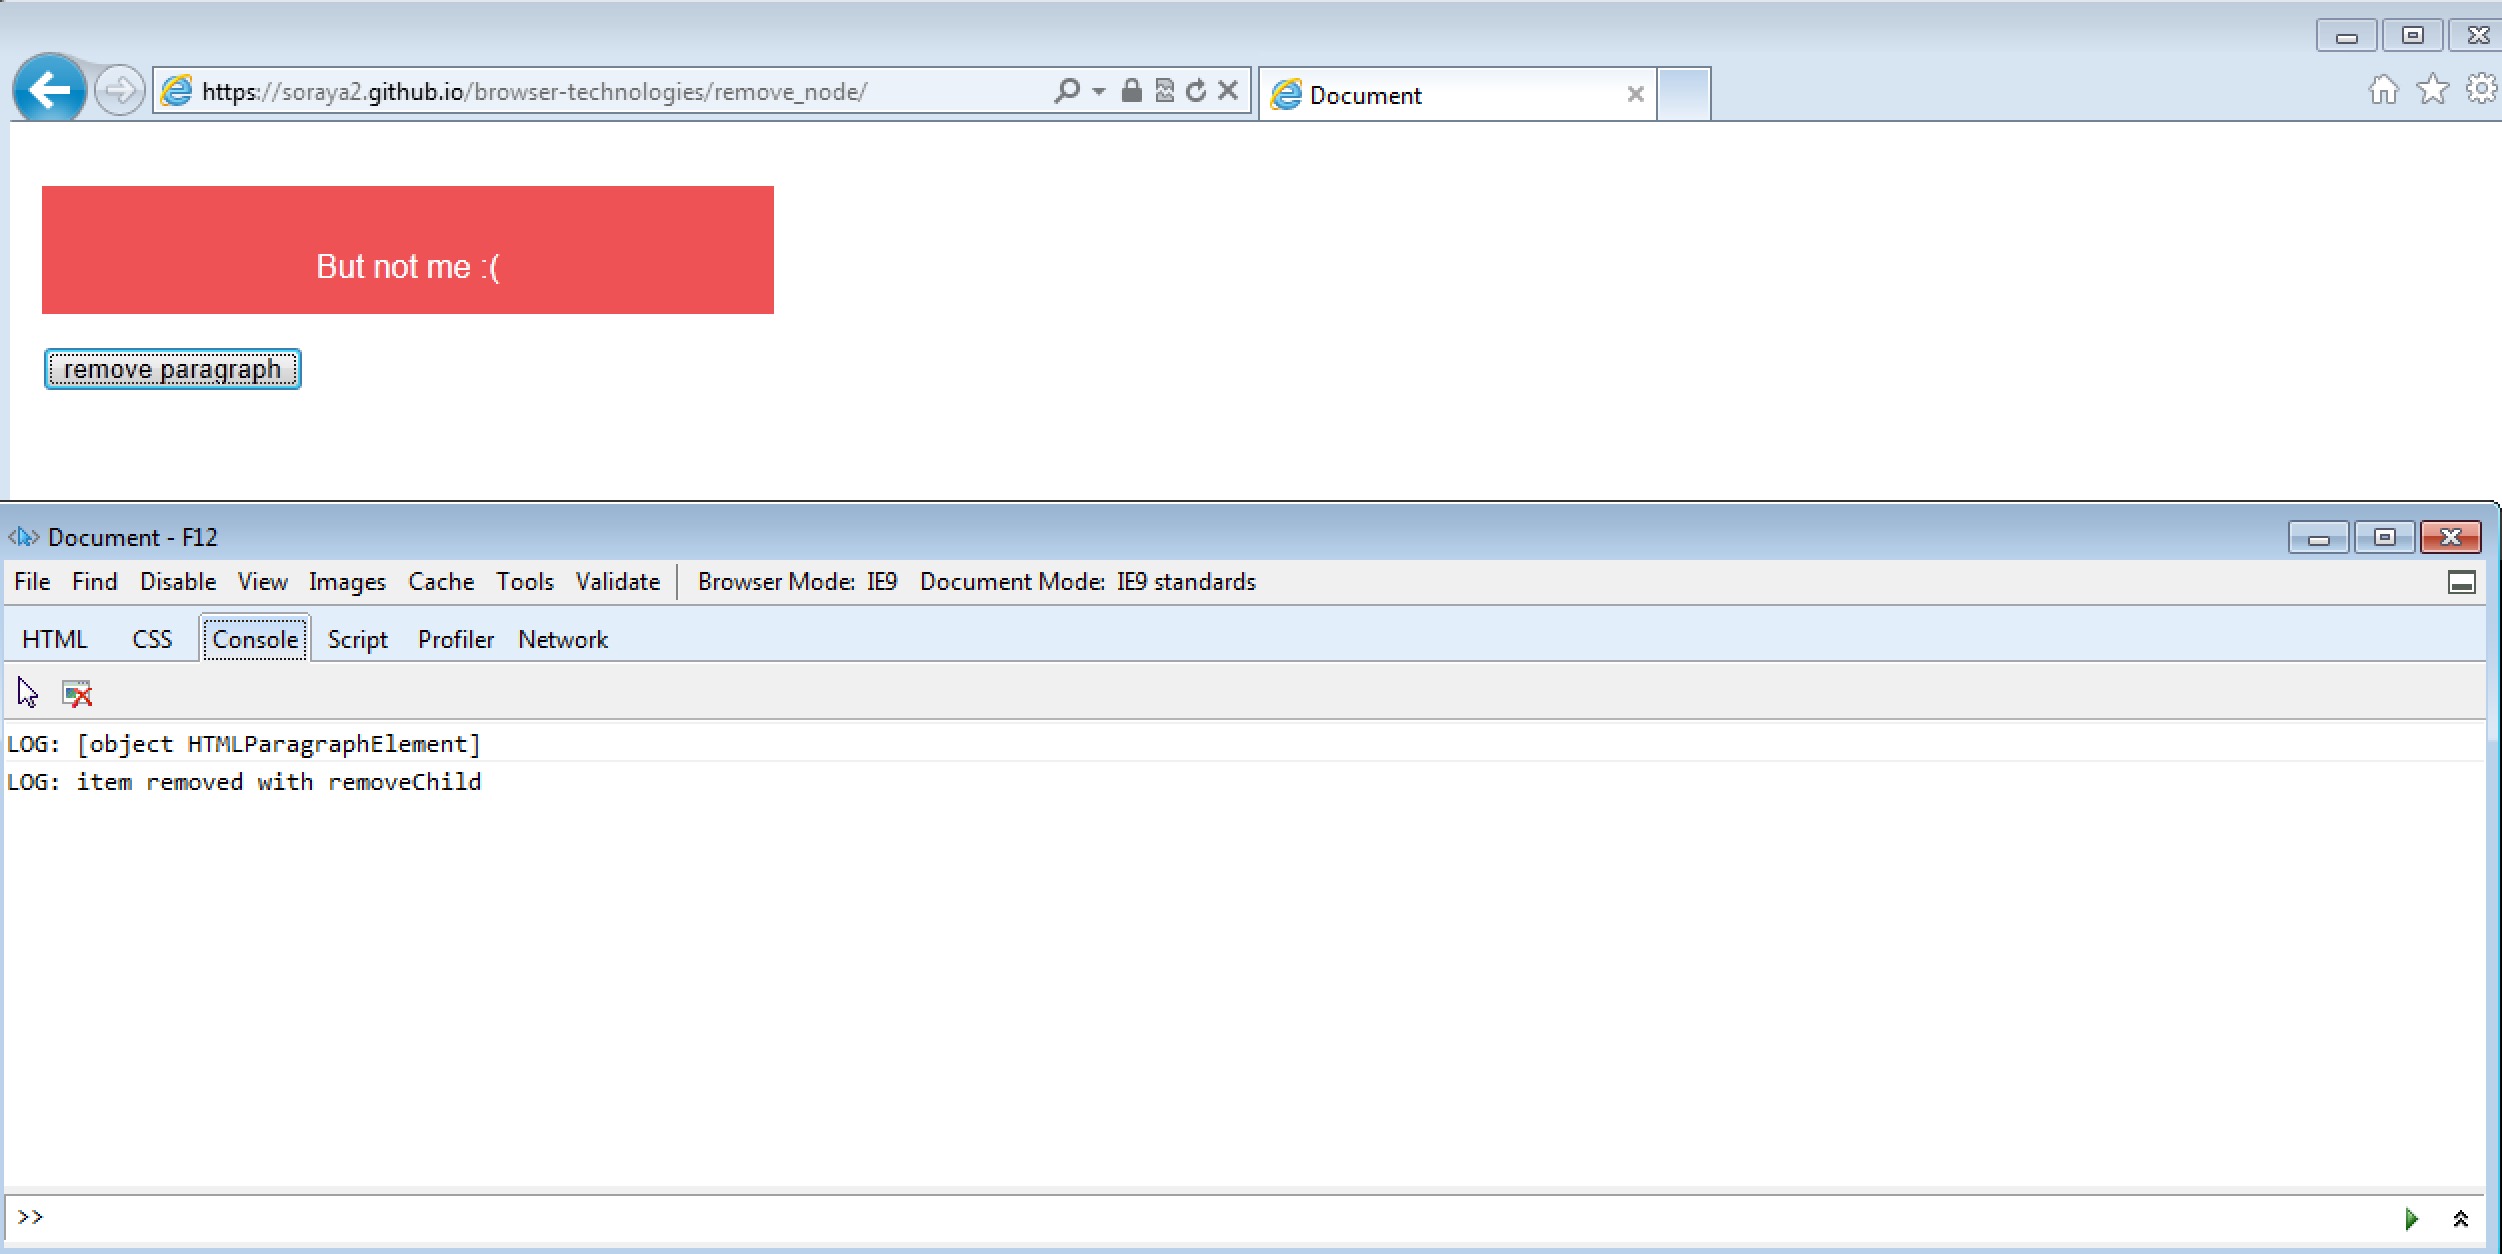 https://soraya2.github.io/browser-technologies/remove_node/
Document
But not me :(
remove paragraph
Document - F12
File Find Disable View Images Cache Tools Validate Browser Mode: IE9 Document Mode: IE9 standards
HTML CSS Console Script Profiler Network
LOG: [object HTMLParagraphElement]
LOG: item removed with removeChild
>>